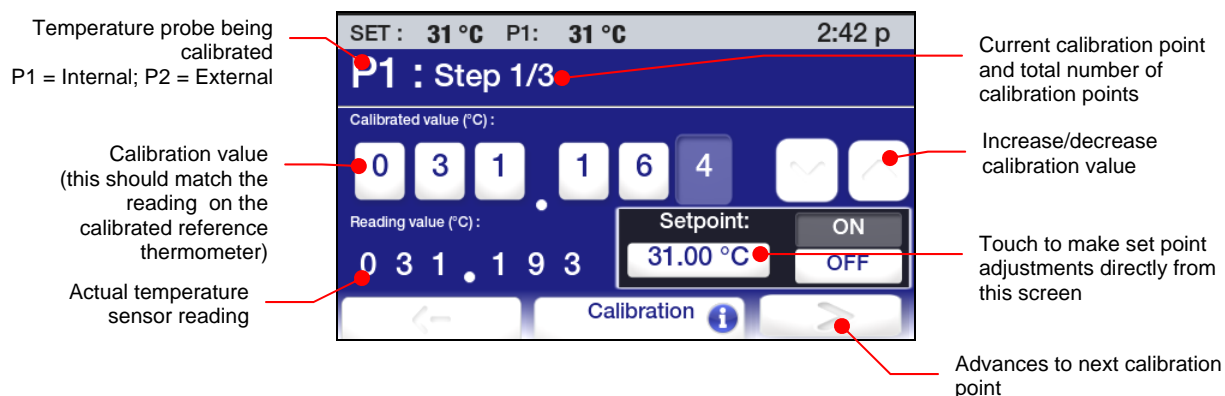 Temperature probe being
calibrated
P1 = Internal; P2 = External
Calibration value
(this should match the
reading on the
calibrated reference
thermometer)
Actual temperature
sensor reading
SET : 31 °C P1: 31 °C 2:42 p
P1 : Step 1/3
Calibrated value (°C) :
0 3 1 . 1 6 4
Reading value (°C) :
0 3 1 . 1 9 3
Setpoint:
31.00 °C
ON
OFF
Calibration i
Current calibration point
and total number of
calibration points
Increase/decrease
calibration value
Touch to make set point
adjustments directly from
this screen
Advances to next calibration
point